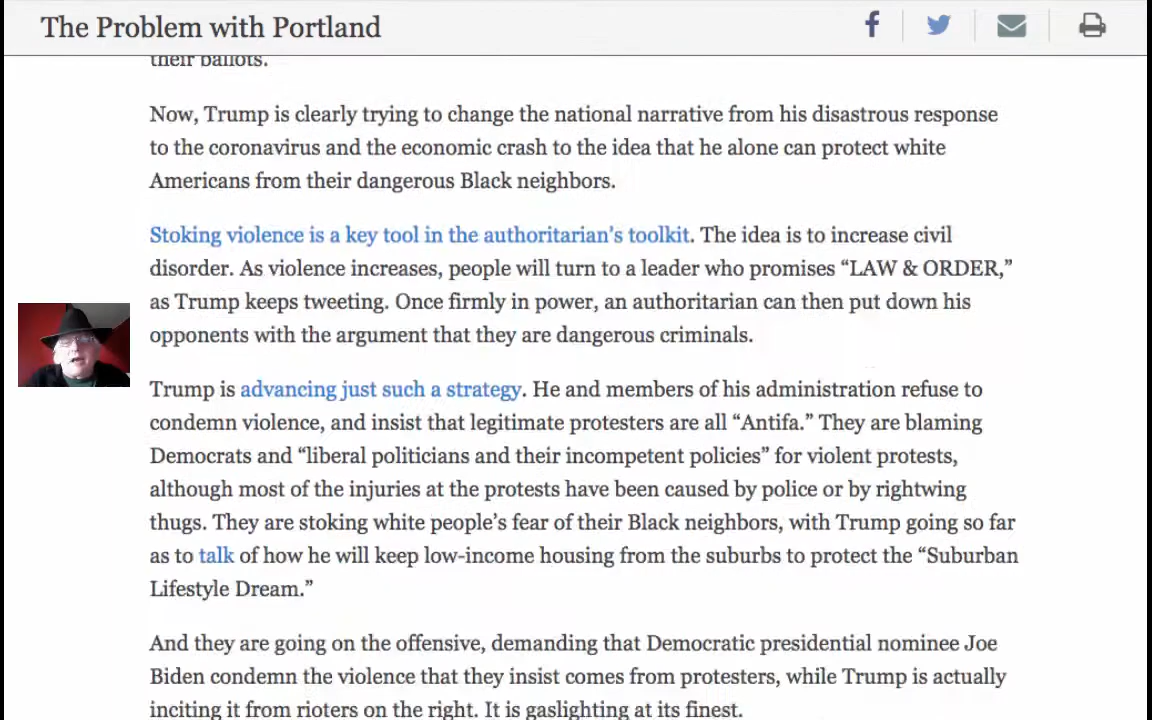 The Problem with Portland
their ballots.
Now, Trump is clearly trying to change the national narrative from his disastrous response
to the coronavirus and the economic crash to the idea that he alone can protect white
Americans from their dangerous Black neighbors.
Stoking violence is a key tool in the authoritarian’s toolkit. The idea is to increase civil
disorder. As violence increases, people will turn to a leader who promises “LAW & ORDER,”
as Trump keeps tweeting. Once firmly in power, an authoritarian can then put down his
opponents with the argument that they are dangerous criminals.
Trump is advancing just such a strategy. He and members of his administration refuse to
condemn violence, and insist that legitimate protesters are all “Antifa.” They are blaming
Democrats and “liberal politicians and their incompetent policies” for violent protests,
although most of the injuries at the protests have been caused by police or by rightwing
thugs. They are stoking white people’s fear of their Black neighbors, with Trump going so far
as to talk of how he will keep low-income housing from the suburbs to protect the “Suburban
Lifestyle Dream.”
And they are going on the offensive, demanding that Democratic presidential nominee Joe
Biden condemn the violence that they insist comes from protesters, while Trump is actually
inciting it from rioters on the right. It is gaslighting at its finest.